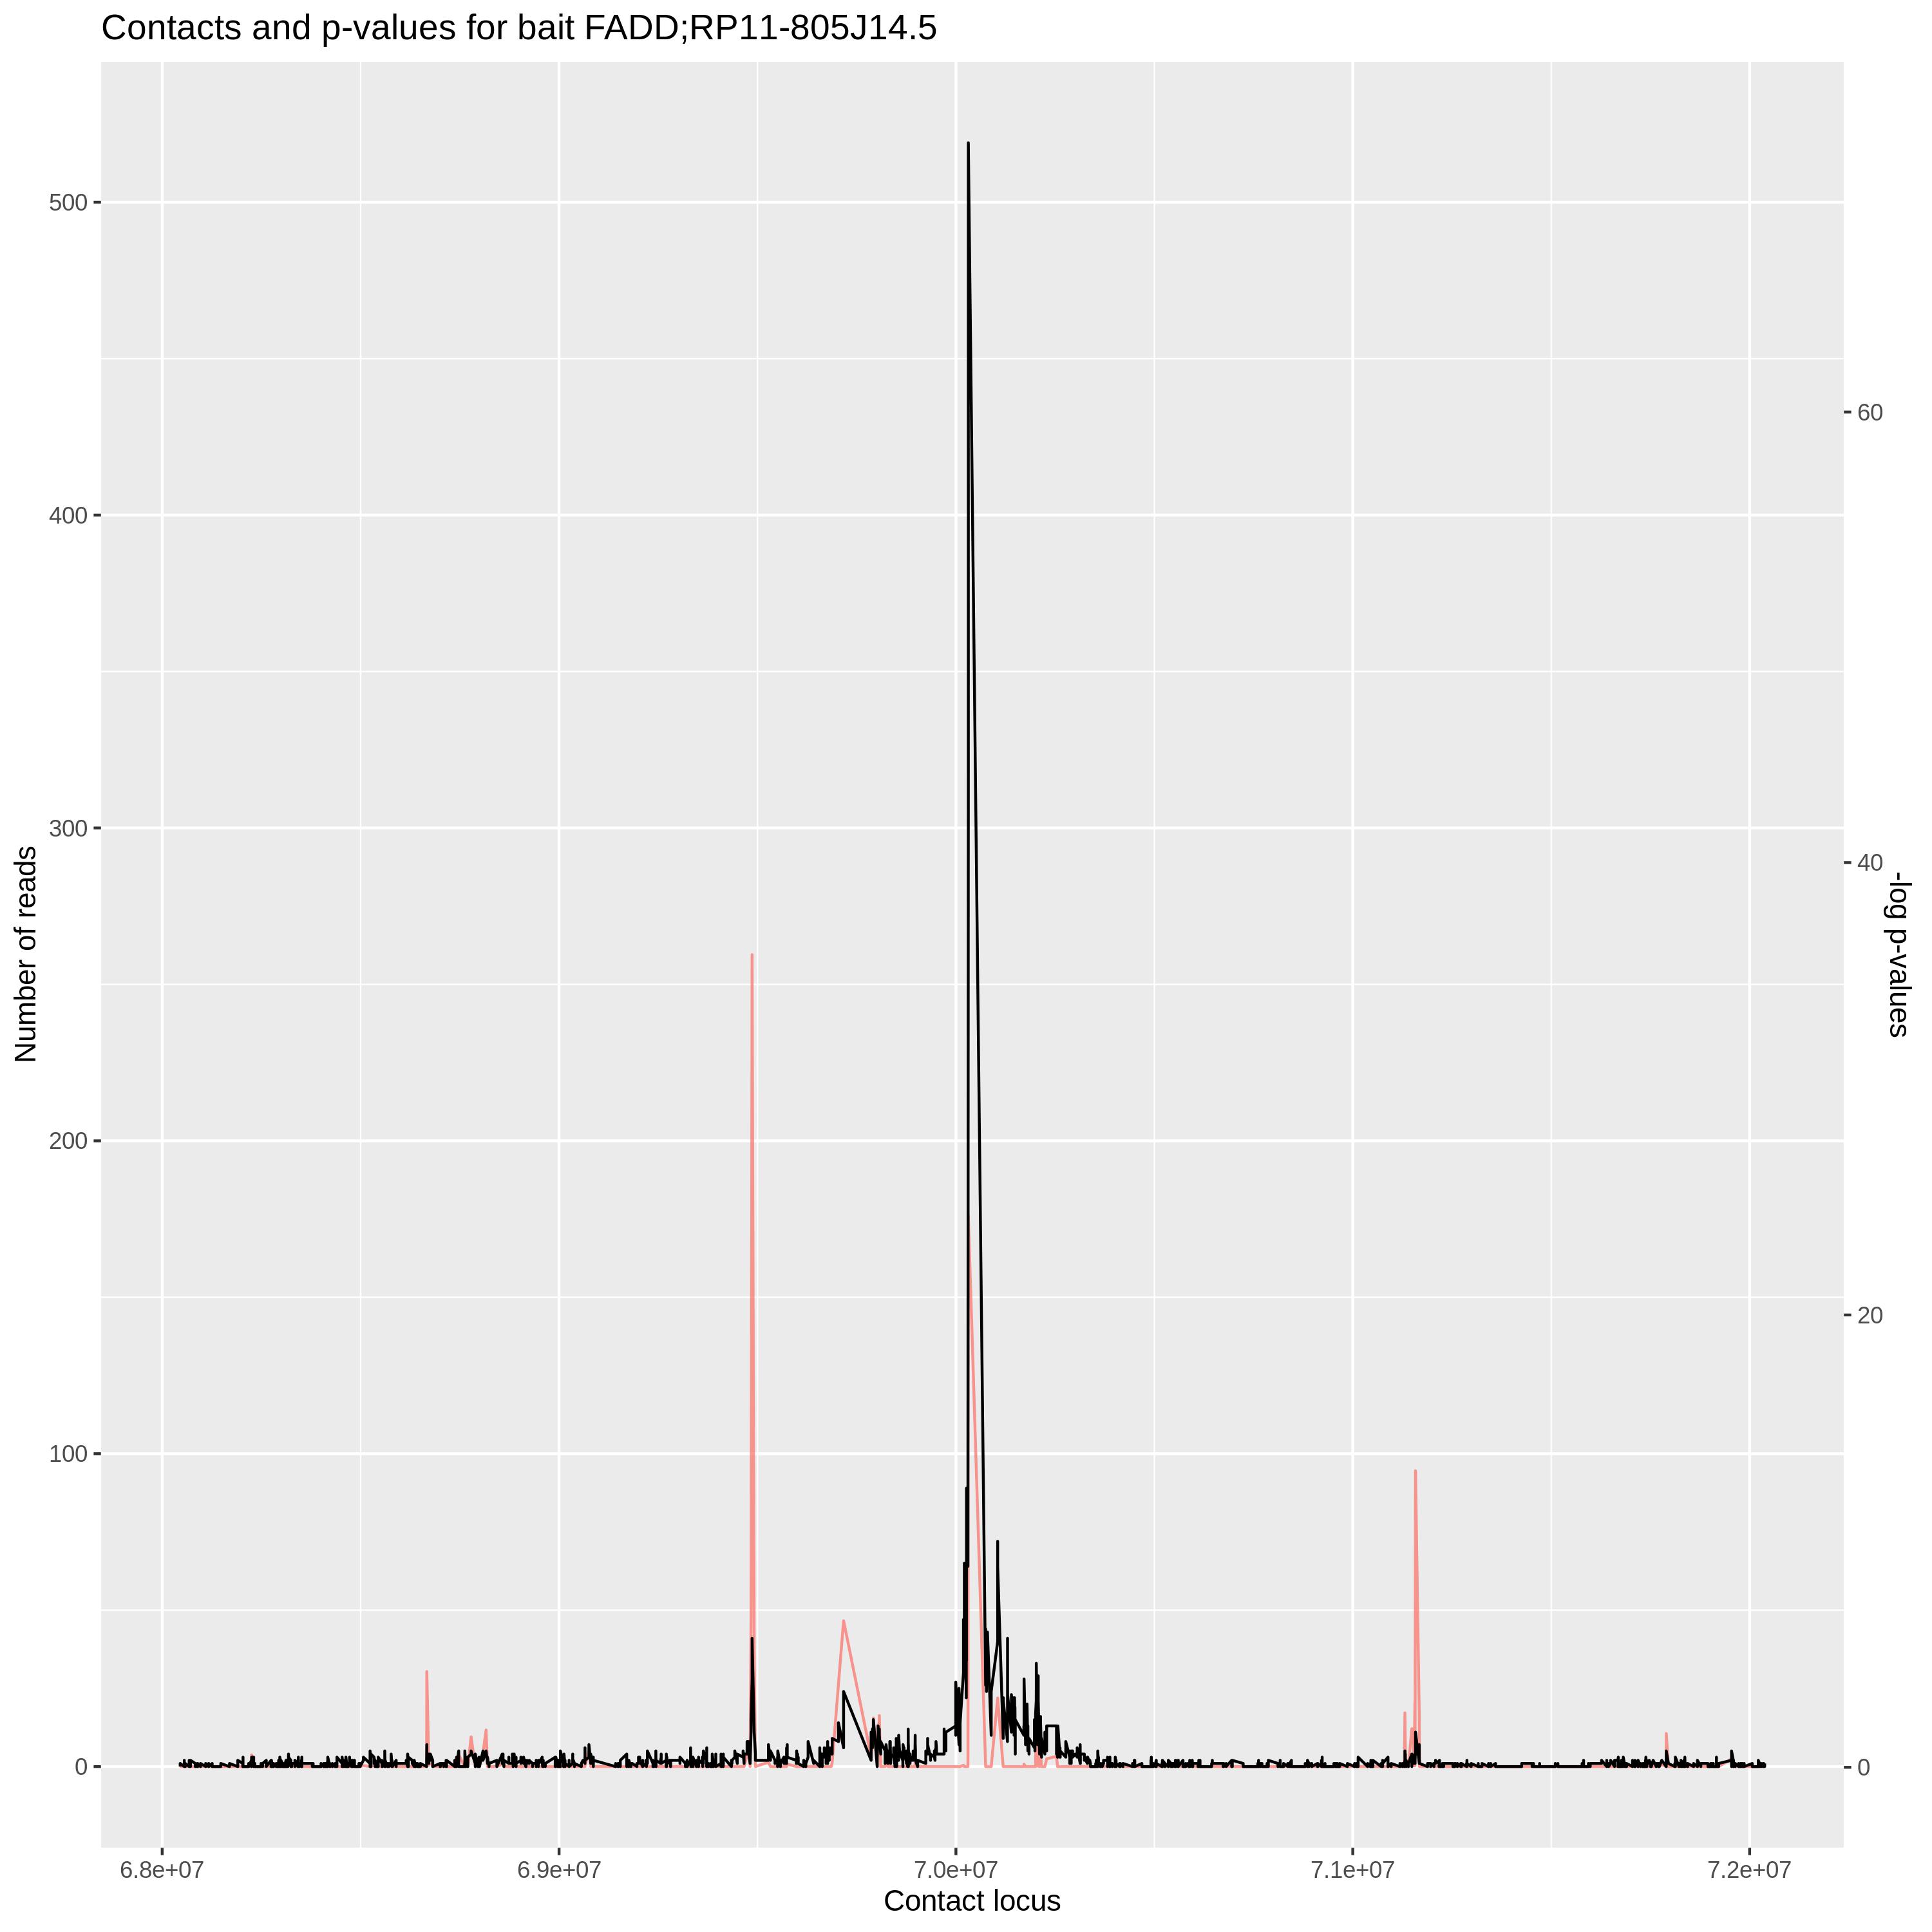 Contacts and p-values for bait FADD;RP11-805J14.5
500
400
300
200
100
0
Number of reads
60
40
20
0
-log p-values
6.8e+07
6.9e+07
7.0e+07
7.1e+07
7.2e+07
Contact locus